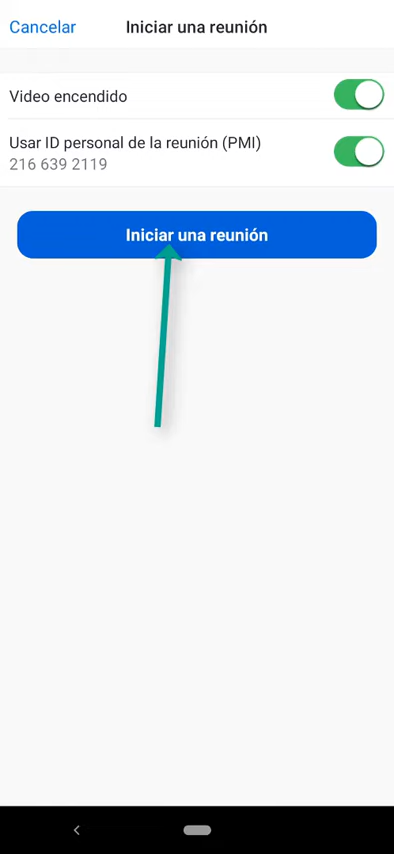 Cancelar Iniciar una reunión
Video encendido
Usar ID personal de la reunión (PMI)
216 639 2119
Iniciar una reunión